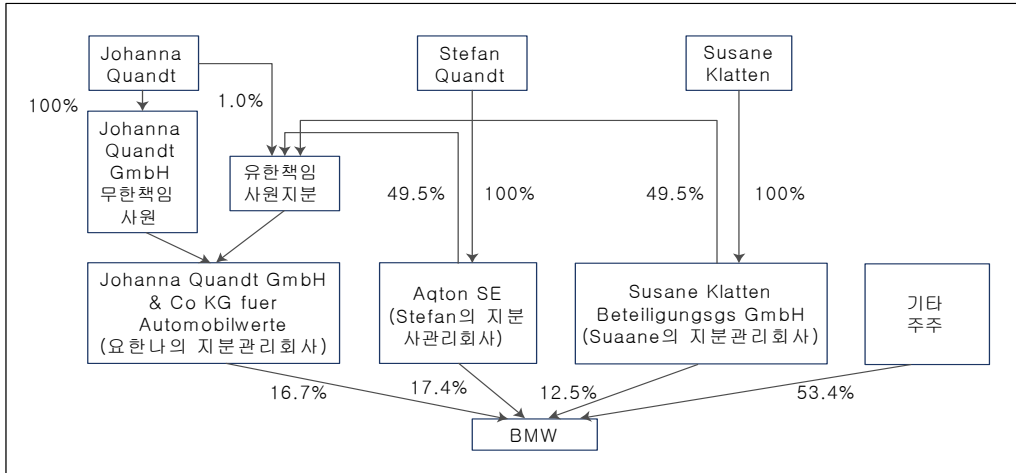 Johanna
Quandt
Stefan
Quandt
Susane
Klatten
100%
1.0%
Johanna
Quandt
GmbH
무한책임
사원
유한책임
사원지분
49.5%
100%
49.5%
100%
Johanna Quandt GmbH
& Co KG fuer
Automobilwerte
(요한나의 지분관리회사)
Aqton SE
(Stefan의 지분
사관리회사)
Susane Klatten
Beteiligungsgs GmbH
(Suaane의 지분관리회사)
기타
주주
16.7%
17.4%
12.5%
53.4%
BMW